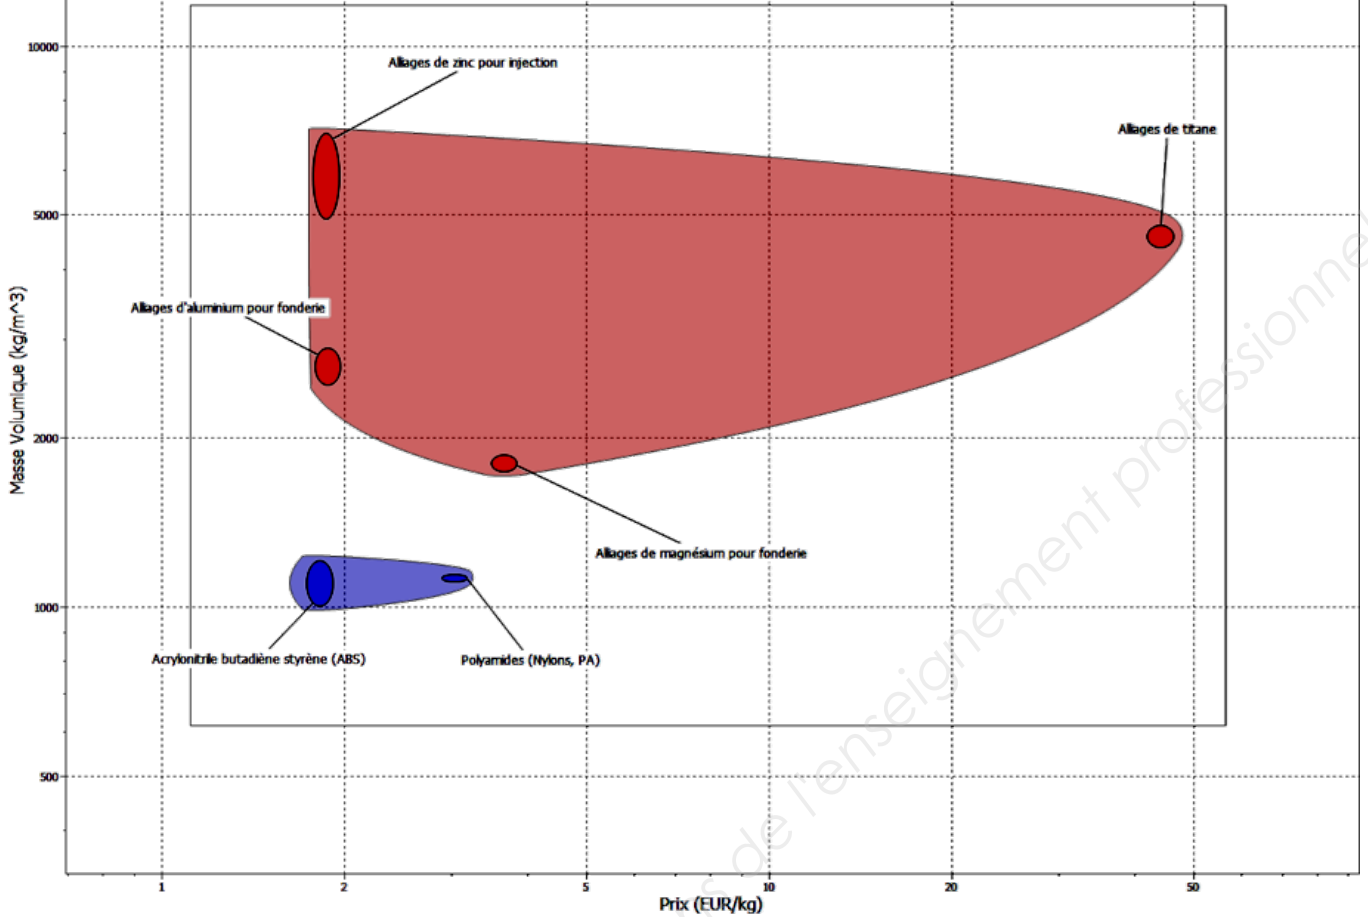 10000
Alliages de zinc pour injection
Alliages de titane
5000
Alliages d'aluminium pour fonderie
Masse Volumique (kg/m^3)
2000
Alliages de magnésium pour fonderie
1000
Acrylonitrile butadiène styrène (ABS)
Polyamides (Nylons, PA)
500
1 2 5 10 20 50
Prix (EUR/kg)
s de l'enseignement professionne